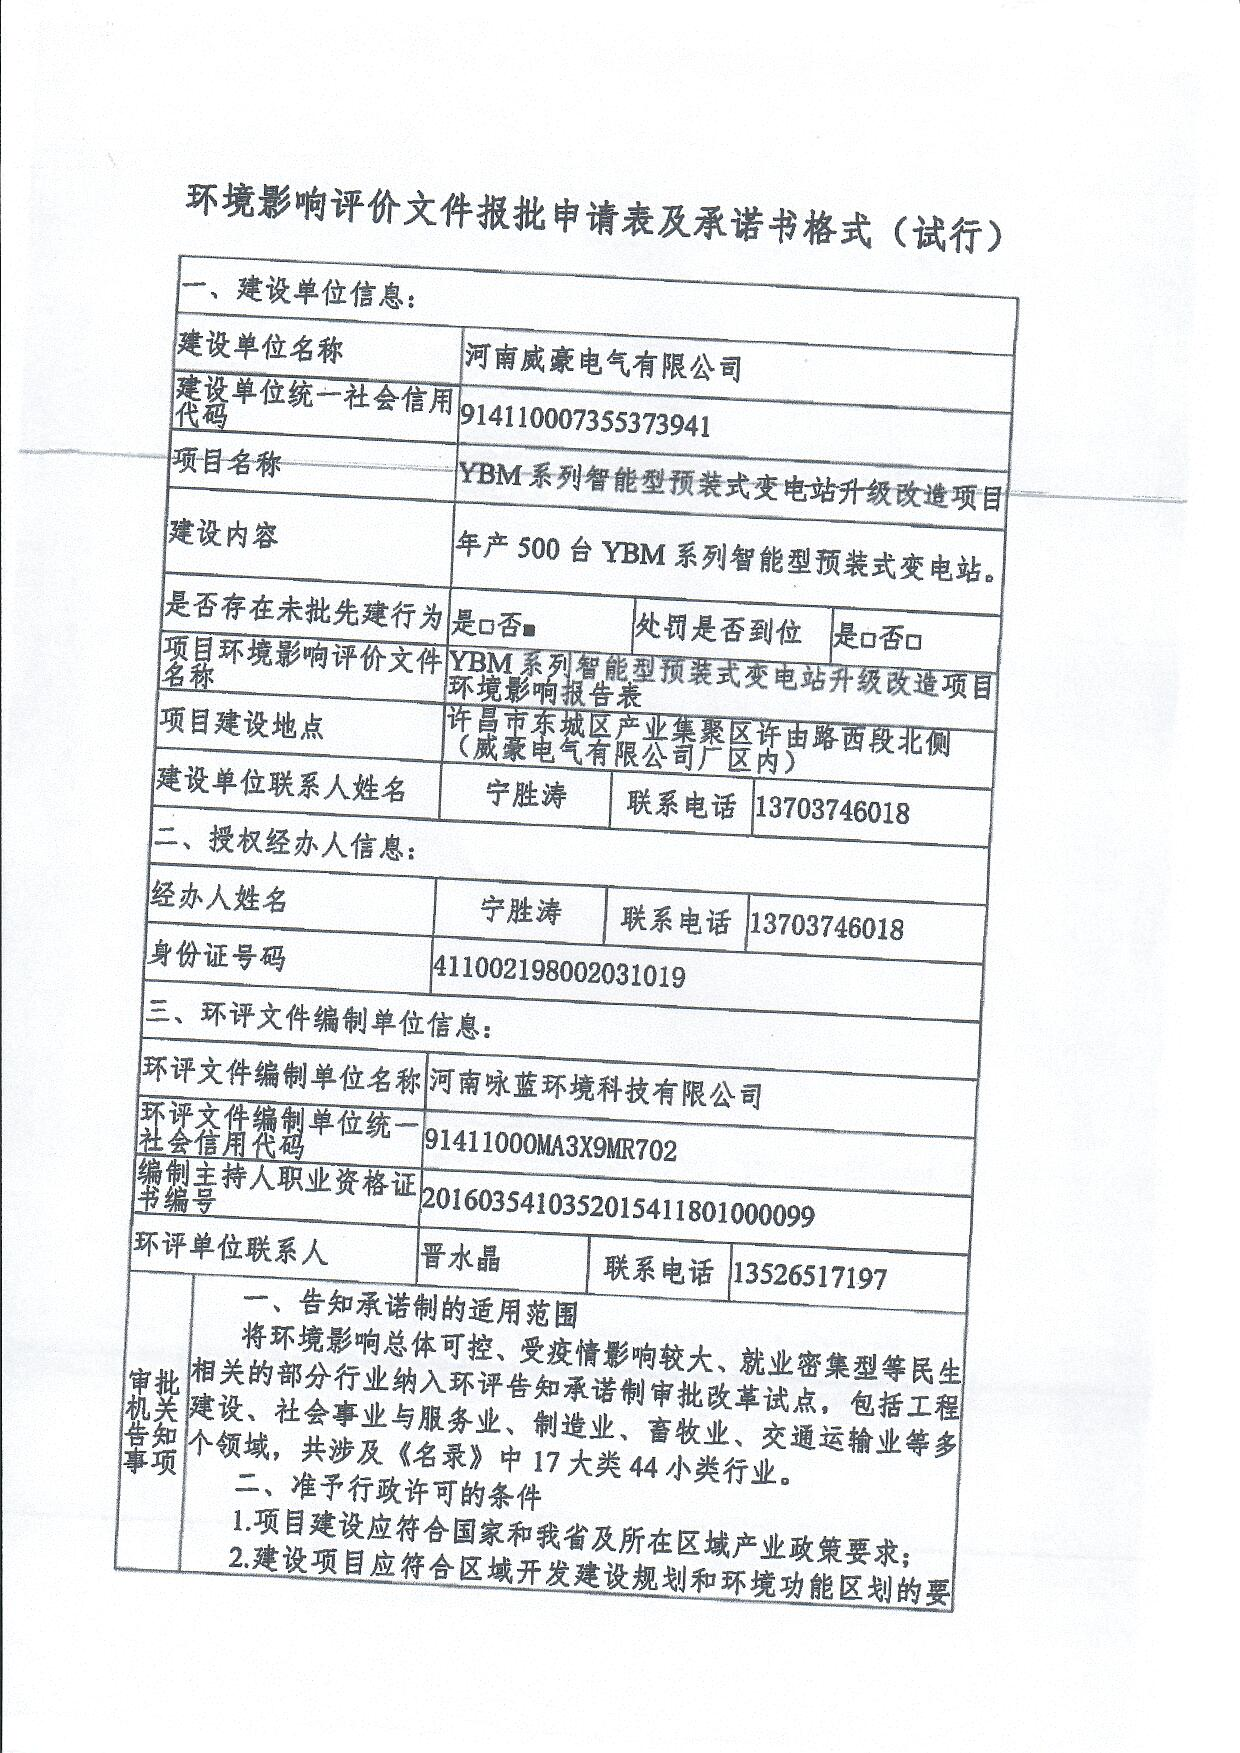 环境影响评价文件报批申请表及承诺书格式（试行）
一、建设单位信息：
建设单位名称
河南威豪电气有限公司
建设单位统一社会信用
代码
914110007355373941
项目名称
YBM 系列智能型预装式变电站升级改造项目
建设内容
年产 500 台 YBM 系列智能型预装式变电站。
是否存在未批先建行为
是□否■
处罚是否到位
是□否□
项目环境影响评价文件
名称
YBM 系列智能型预装式变电站升级改造项目
环境影响报告表
项目建设地点
许昌市东城区产业集聚区许由路西段北侧
（威豪电气有限公司厂区内）
建设单位联系人姓名
宁胜涛
联系电话
13703746018
二、授权经办人信息：
经办人姓名
宁胜涛
联系电话
13703746018
身份证号码
411002198002031019
三、环评文件编制单位信息：
环评文件编制单位名称
河南咏蓝环境科技有限公司
环评文件编制单位统一
社会信用代码
91411000MA3X9MR702
编制主持人职业资格证
书编号
2016035410352015411801000099
环评单位联系人
晋水晶
联系电话
13526517197
审批
机关
告知
事项
一、告知承诺制的适用范围
将环境影响总体可控、受疫情影响较大、就业密集型等民生
相关的部分行业纳入环评告知承诺制审批改革试点，包括工程
建设、社会事业与服务业、制造业、畜牧业、交通运输业等多
个领域，共涉及《名录》中 17 大类 44 小类行业。
二、准予行政许可的条件
1.项目建设应符合国家和我省及所在区域产业政策要求；
2.建设项目应符合区域开发建设规划和环境功能区划的要